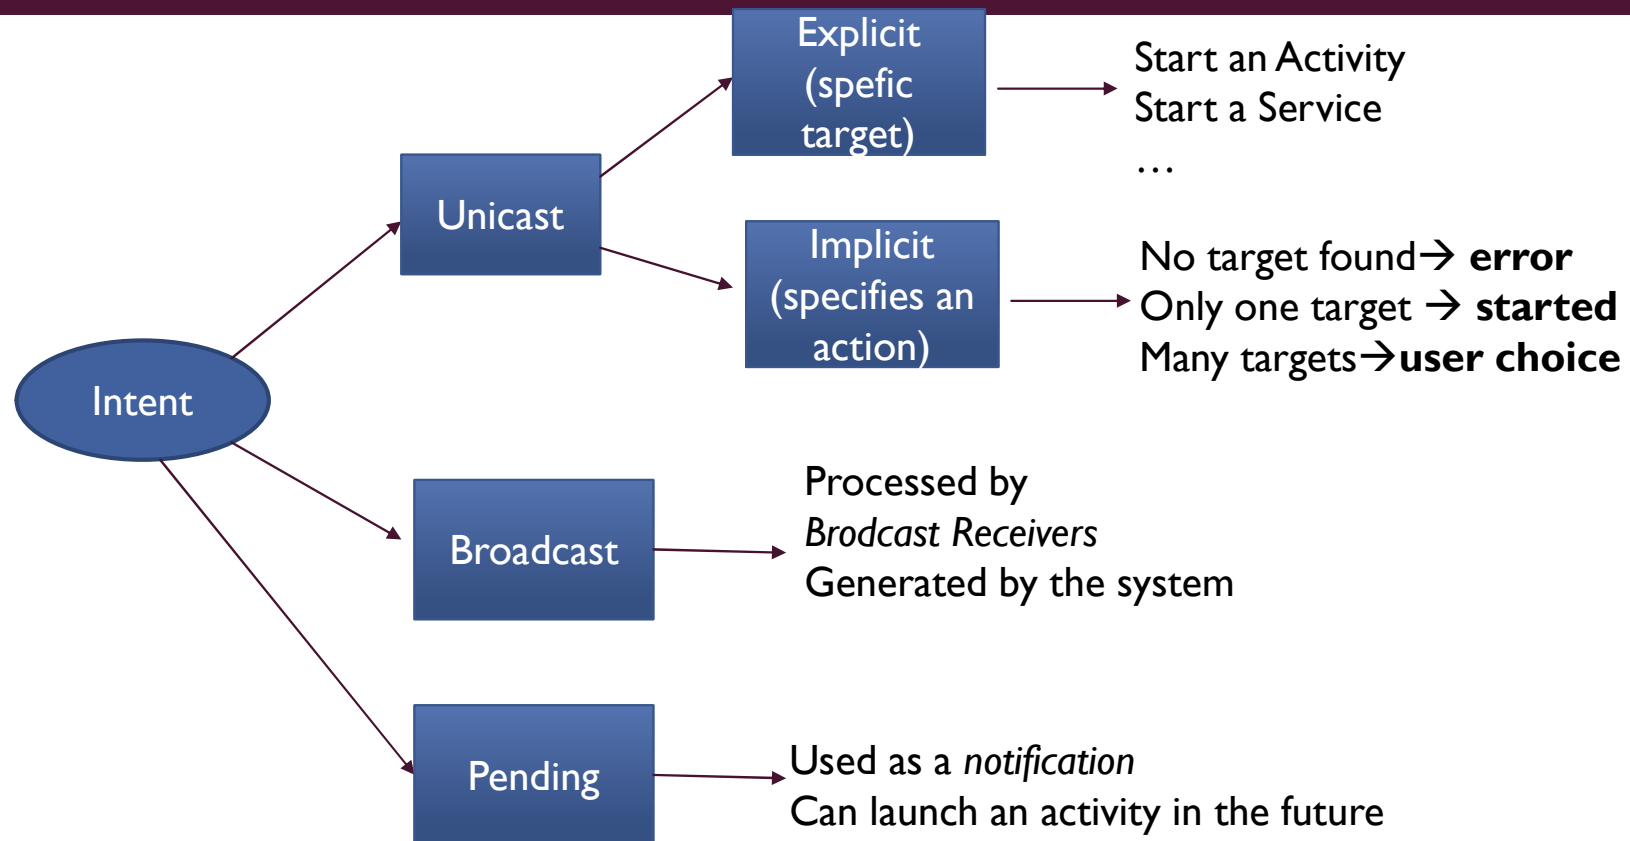 Explicit
(spefic
target)
Start an Activity
Start a Service
…
Unicast
Implicit
(specifies an
action)
No target found→ error
Only one target → started
Many targets→user choice
Intent
Broadcast
Processed by
Brodcast Receivers
Generated by the system
Pending
Used as a notification
Can launch an activity in the future